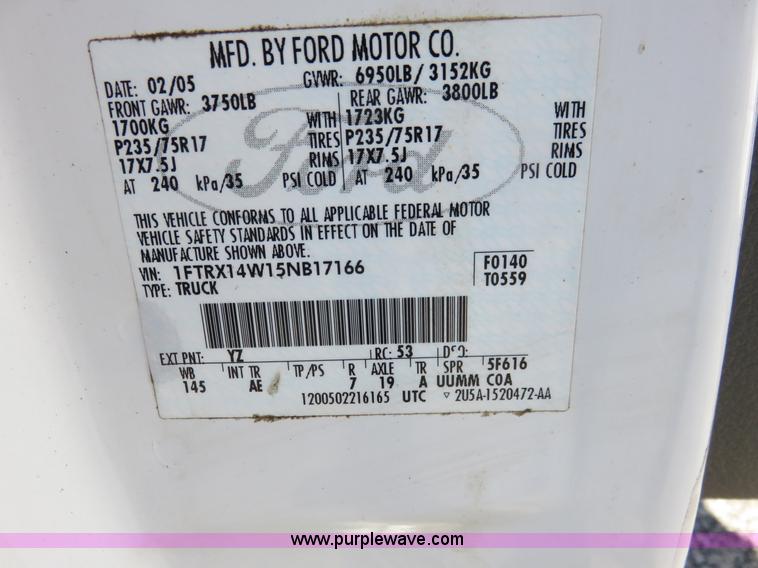 MFD. BY FORD MOTOR CO.
DATE: 02/05 GVWR: 6950LB/ 3152KG
FRONT GAWR: 3750LB REAR GAWR: 3800LB
1700KG WITH 1723KG WITH
P235/75R17 TIRES P235/75R17 TIRES
17X7.5J RIMS 17X7.5J RIMS
AT 240 kPa/35 PSI COLD AT 240 kPa/35 PSI COLD
Ford
THIS VEHICLE CONFORMS TO ALL APPLICABLE FEDERAL MOTOR
VEHICLE SAFETY STANDARDS IN EFFECT ON THE DATE OF
MANUFACTURE SHOWN ABOVE.
VIN: 1FTRX14W15NB17166 F0140
TYPE: TRUCK T0559
EXT PNT: YZ RC: 53 DSO:
WB INT TR TP/PS R AXLE TR SPR 5F616
145 AE 7 19 A UUMM COA
1200502216165 UTC ▽ 2U5A-1520472-AA
www.purplewave.com